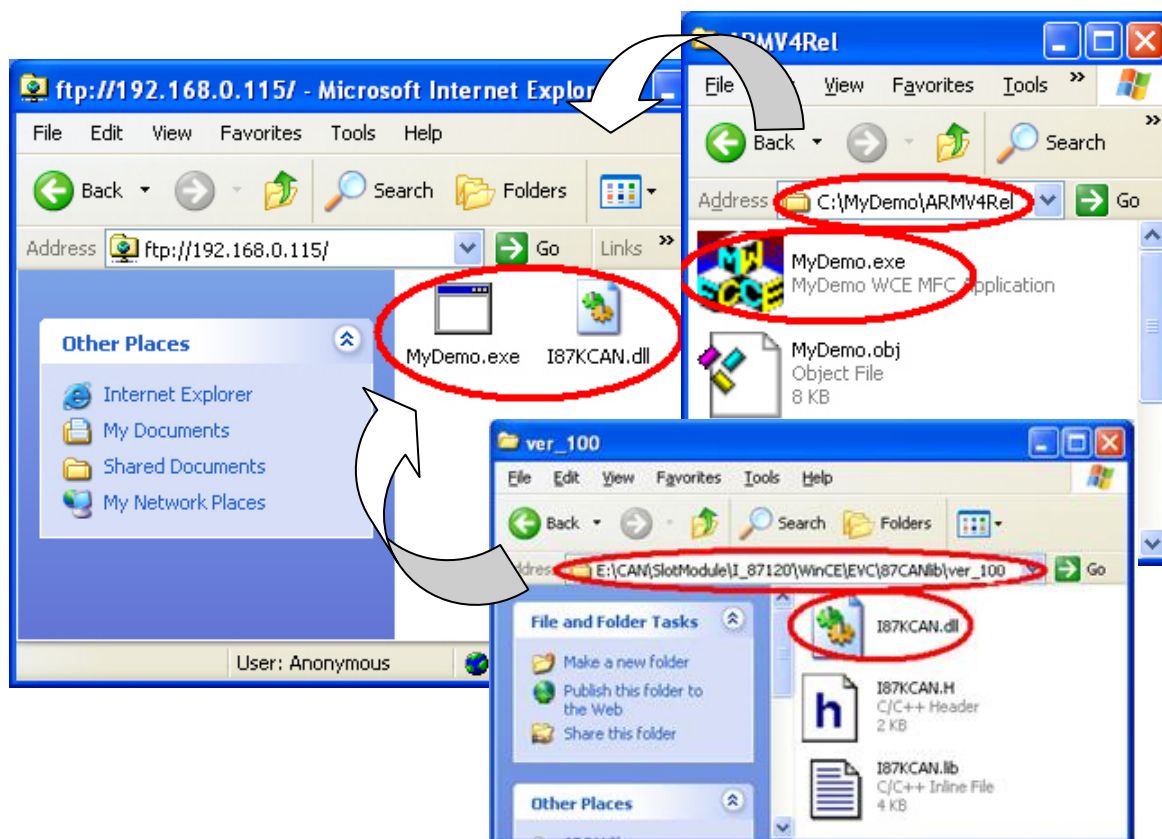 ftp://192.168.0.115/ - Microsoft Internet Explor
File Edit View Favorites Tools Help
Back Search Folders
Address ftp://192.168.0.115/ Go Links »
Other Places
Internet Explorer
My Documents
Shared Documents
My Network Places
MyDemo.exe I87KCAN.dll
User: Anonymous
ARMV4Rel
File View Favorites Tools »
Back Search »
Address C:\MyDemo\ARMV4Rel Go
MyDemo.exe
MyDemo WCE MFC Application
MyDemo.obj
Object File
8 KB
ver_100
File Edit View Favorites Tools Help
Back Search Folders
E:\CAN\SlotModule\I_87120\WinCE\EVC\87CANlib\ver_100 Go
File and Folder Tasks
Make a new folder
Publish this folder to
the Web
Share this folder
Other Places
I87KCAN.dll
I87KCAN.H
C/C++ Header
2 KB
I87KCAN.lib
C/C++ Inline File
4 KB